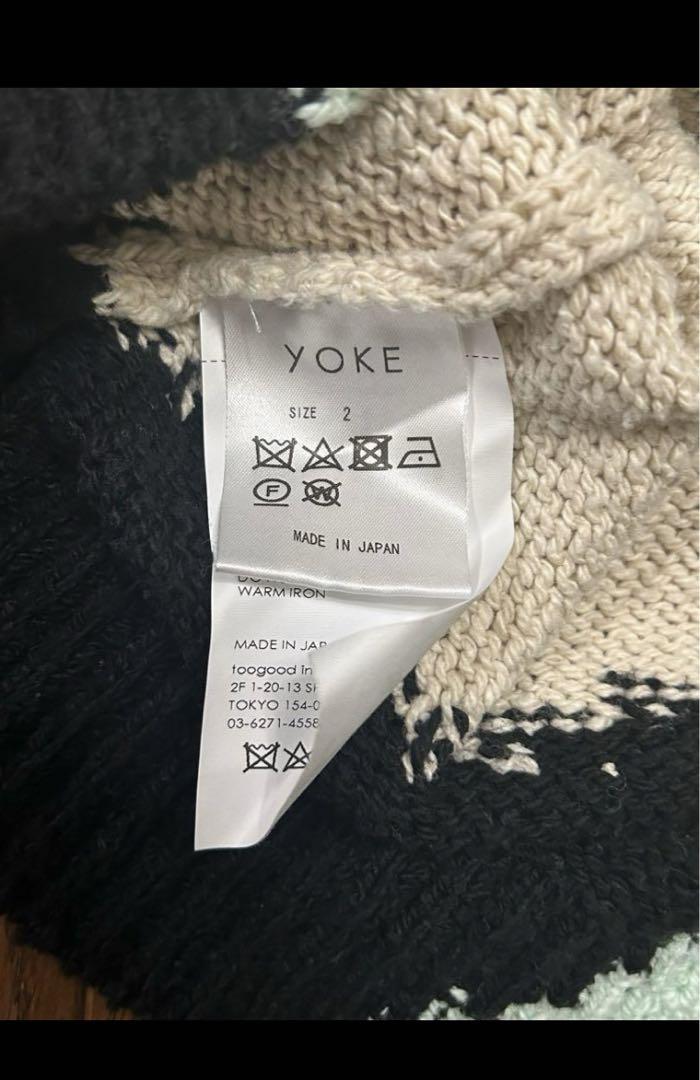 YOKE
SIZE 2
F
W
MADE IN JAPAN
WARM IRON
MADE IN JAP
toogood in
2F 1-20-13 S
TOKYO 154-0
03-6271-4558